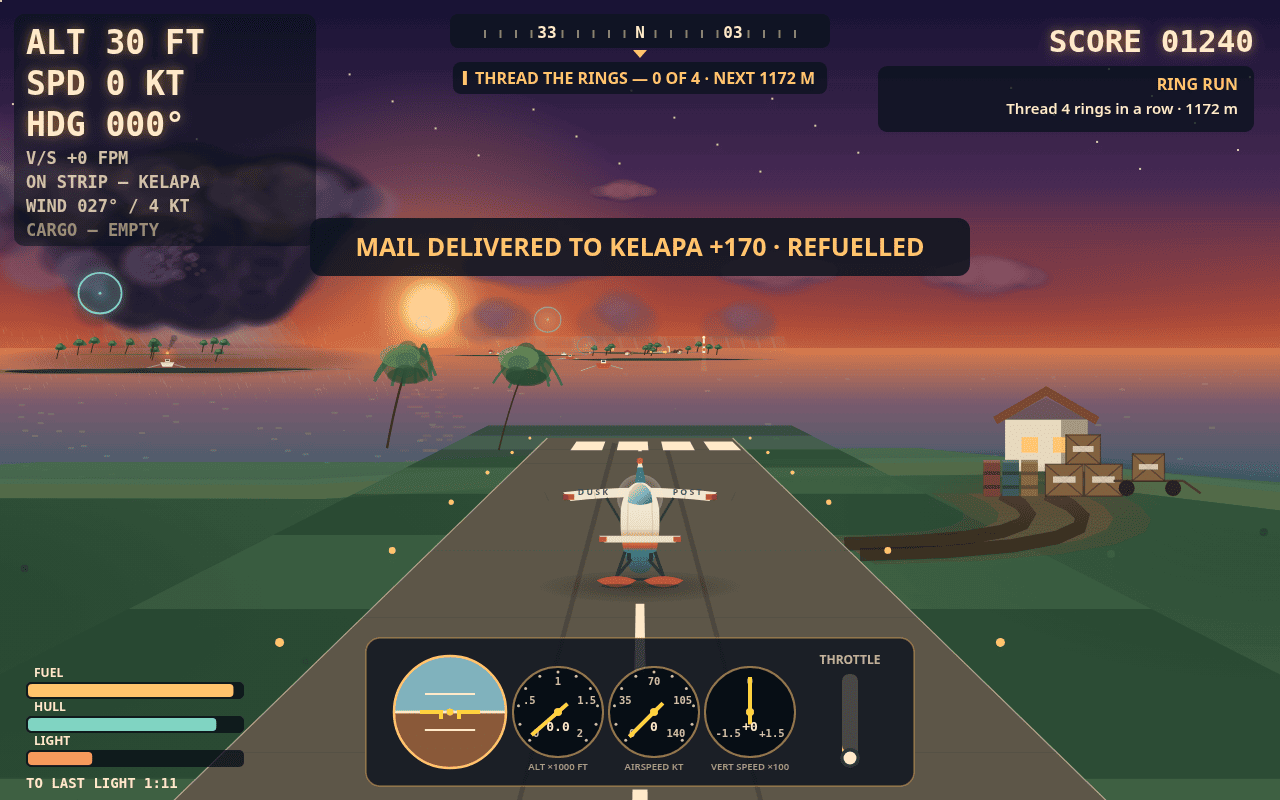 ALT 30 FT
SPD 0 KT
HDG 000°
V/S +0 FPM
ON STRIP — KELAPA
WIND 027° / 4 KT
CARGO — EMPTY
33 N 03
THREAD THE RINGS — 0 OF 4 · NEXT 1172 M
SCORE 01240
RING RUN
Thread 4 rings in a row · 1172 m
MAIL DELIVERED TO KELAPA +170 · REFUELLED
DUSK POST
FUEL
HULL
LIGHT
TO LAST LIGHT 1:11
.5 1 1.5 2
0.0
ALT ×1000 FT
35 70 105 140
0
AIRSPEED KT
-1.5 +0 +1.5
VERT SPEED ×100
THROTTLE